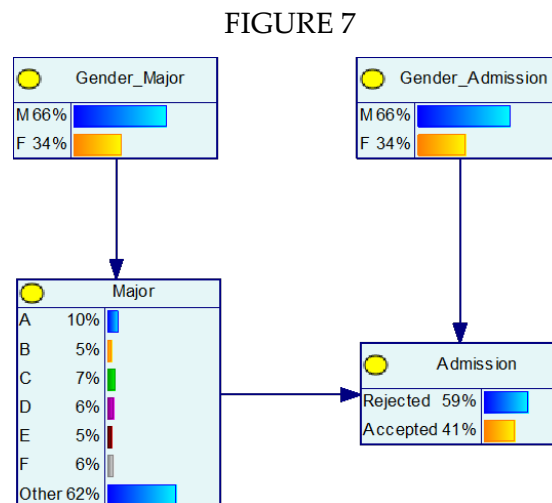 FIGURE 7
Gender_Major
M 66%
F 34%
Gender_Admission
M 66%
F 34%
Major
A 10%
B 5%
C 7%
D 6%
E 5%
F 6%
Other 62%
Admission
Rejected 59%
Accepted 41%